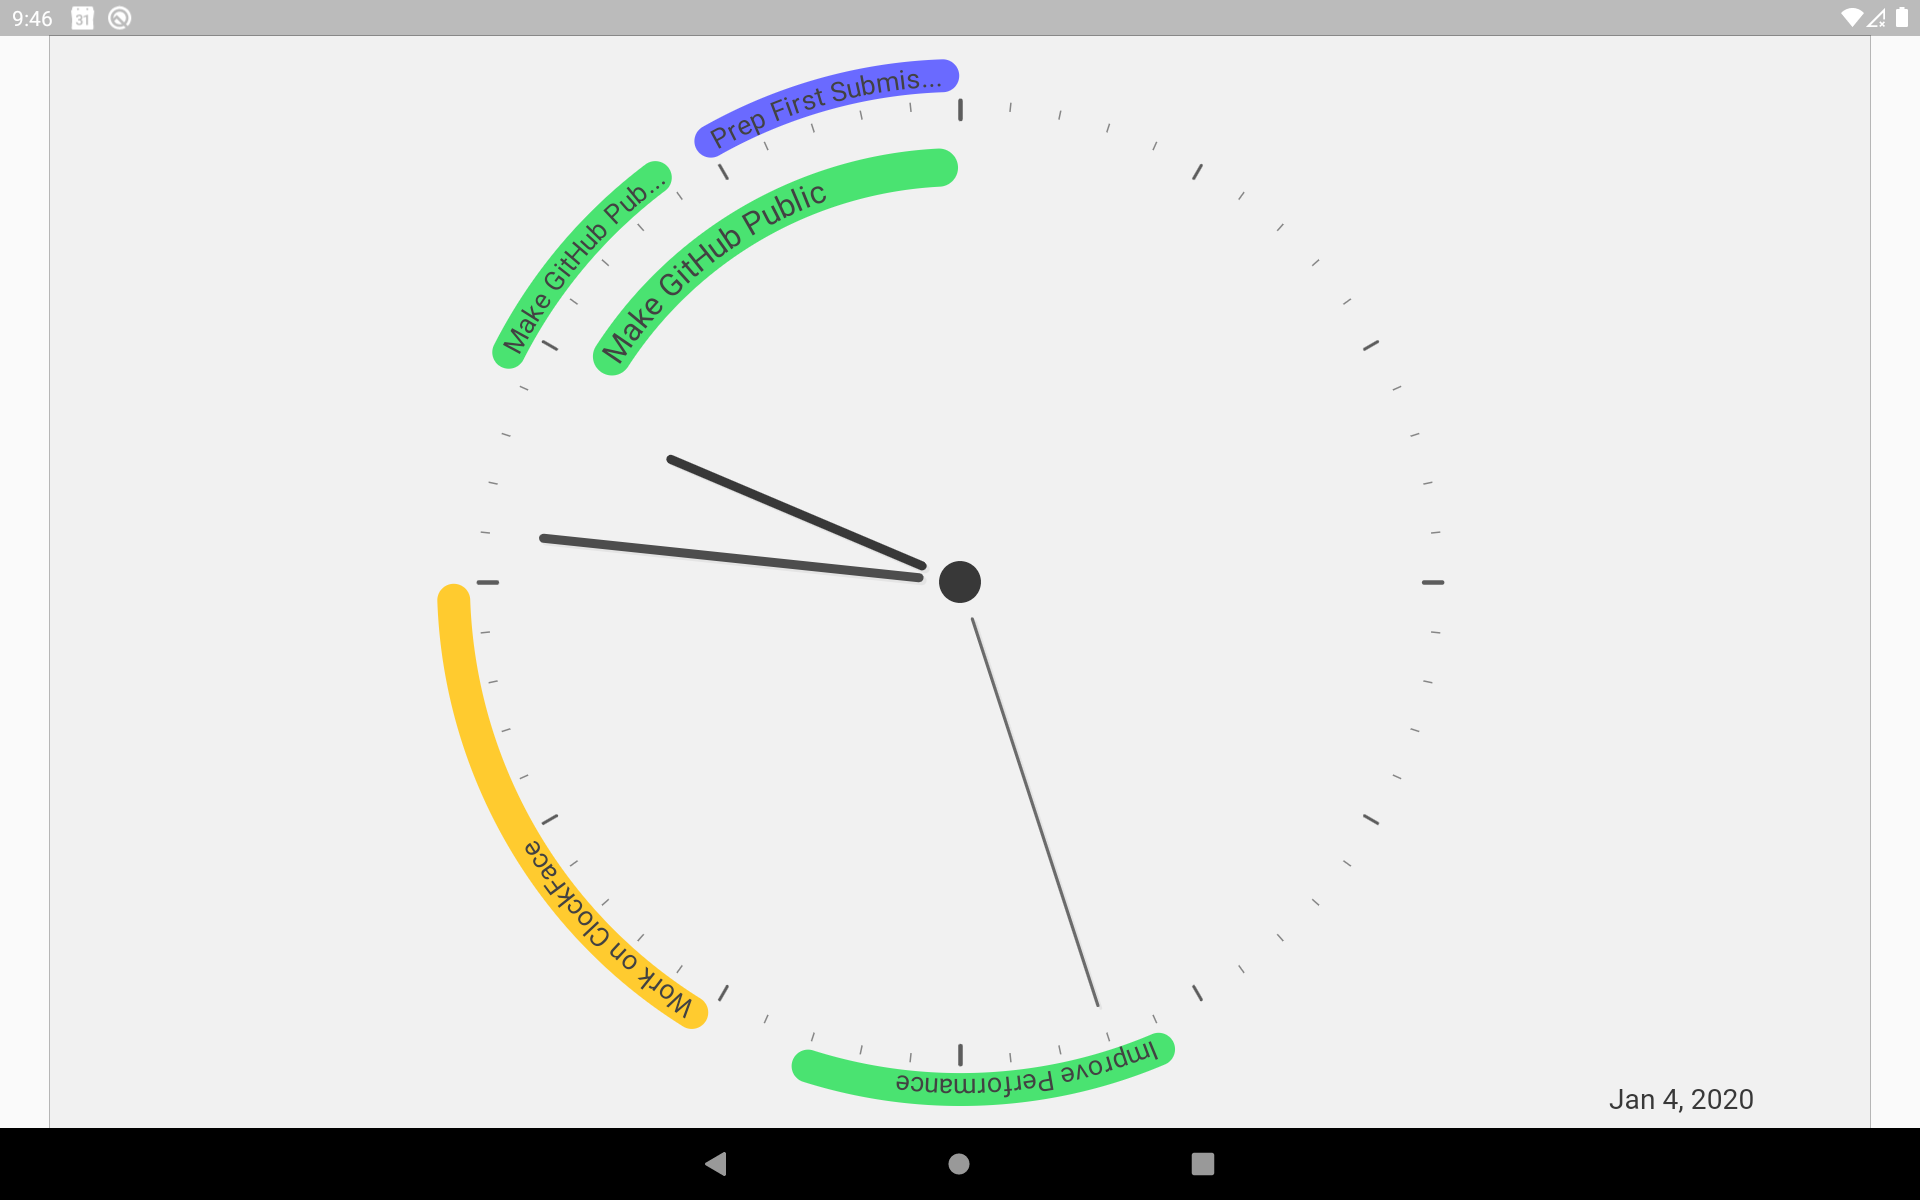 9:46
31
Prep First Submis...
Make GitHub Pub...
Make GitHub Public
Work on ClockFace
Improve Performance
Jan 4, 2020